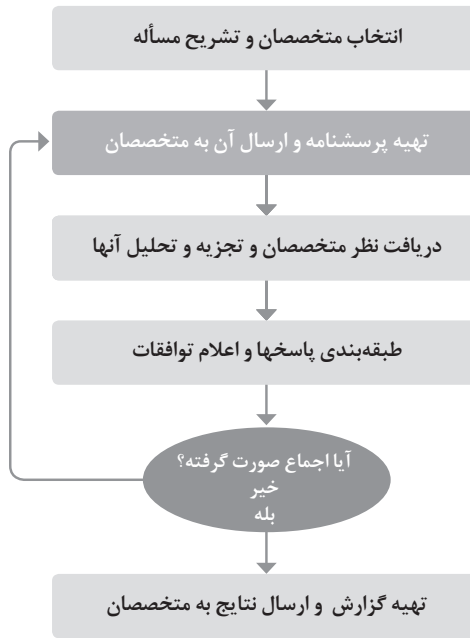 انتخاب متخصصان و تشریح مسأله
تهیه پرسشنامه و ارسال آن به متخصصان
دریافت نظر متخصصان و تجزیه و تحلیل آنها
طبقه‌بندی پاسخها و اعلام توافقات
آیا اجماع صورت گرفته؟
خیر
بله
تهیه گزارش و ارسال نتایج به متخصصان